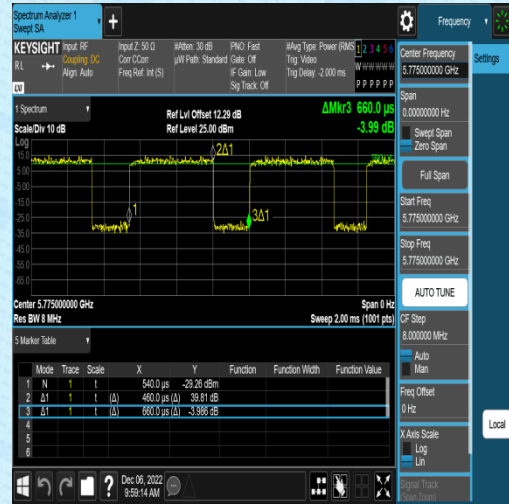 Spectrum Analyzer 1
Swept SA
+
Frequency
KEYSIGHT
RL
Input: RF
Coupling: DC
Align: Auto
Input Z: 50 Ω
Corr CCorr
Freq Ref: Int (S)
#Atten: 30 dB
µW Path: Standard
PNO: Fast
Gate: Off
IF Gain: Low
Sig Track: Off
#Avg Type: Power (RMS)
Trig: Video
Trig Delay: -2.000 ms
1 2 3 4 5 6
W W W W W W
P P P P P P
LXI
1 Spectrum
Scale/Div 10 dB
Ref Lvl Offset 12.29 dB
Ref Level 25.00 dBm
ΔMkr3 660.0 µs
-3.99 dB
Log
15.0
5.00
-5.00
-15.0
-25.0
-35.0
-45.0
-55.0
-65.0
1
2Δ1
3Δ1
Center 5.775000000 GHz
Res BW 8 MHz
Span 0 Hz
Sweep 2.00 ms (1001 pts)
5 Marker Table
Mode Trace Scale X Y Function Function Width Function Value
1 N 1 t 540.0 µs -29.26 dBm
2 Δ1 1 t (Δ) 460.0 µs (Δ) 39.81 dB
3 Δ1 1 t (Δ) 660.0 µs (Δ) -3.986 dB
4
5
6
Dec 06, 2022
9:59:14 AM
?
Center Frequency
5.775000000 GHz
Settings
Span
0.00000000 Hz
Swept Span
Zero Span
Full Span
Start Freq
5.775000000 GHz
Stop Freq
5.775000000 GHz
AUTO TUNE
CF Step
8.000000 MHz
Auto
Man
Freq Offset
0 Hz
X Axis Scale
Log
Lin
Local
Signal Track
(Span Zoom)